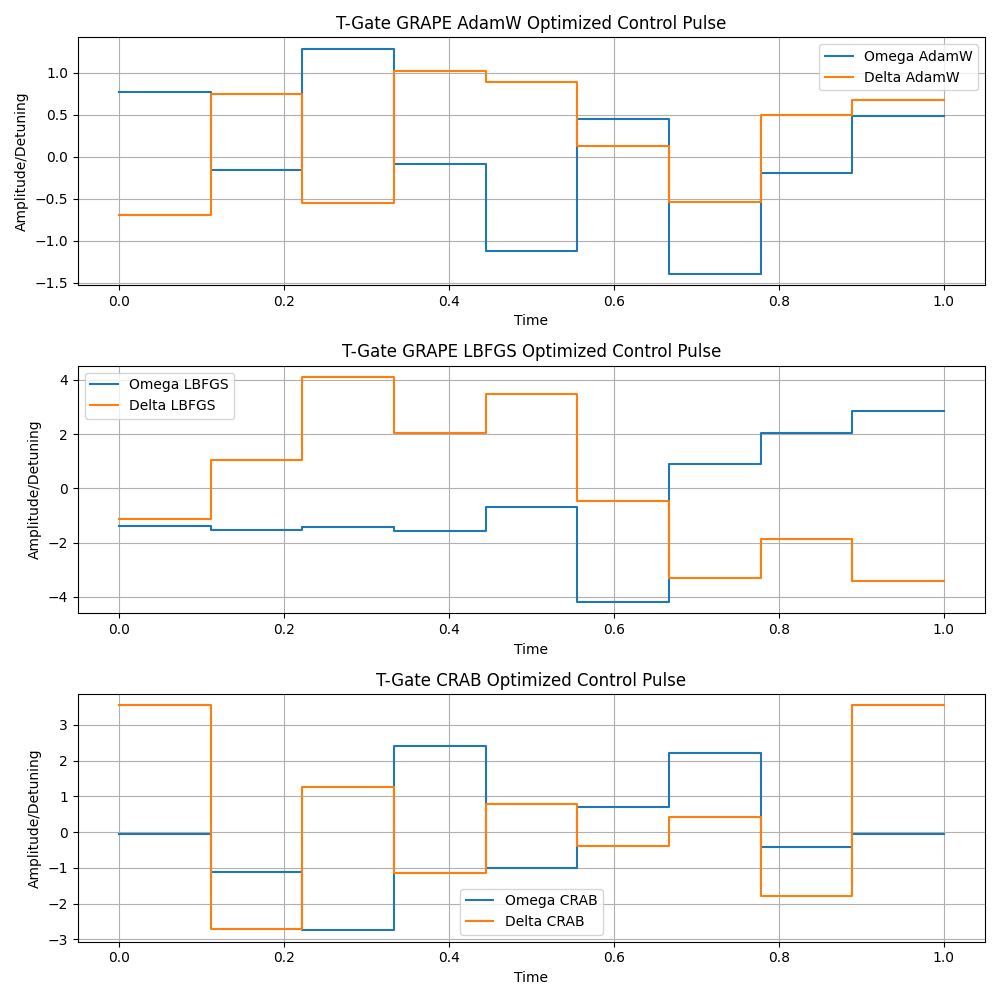 T-Gate GRAPE AdamW Optimized Control Pulse
Omega AdamW
Delta AdamW
Amplitude/Detuning
1.0
0.5
0.0
−0.5
−1.0
−1.5
0.0 0.2 0.4 0.6 0.8 1.0
Time
T-Gate GRAPE LBFGS Optimized Control Pulse
Omega LBFGS
Delta LBFGS
Amplitude/Detuning
4
2
0
−2
−4
0.0 0.2 0.4 0.6 0.8 1.0
Time
T-Gate CRAB Optimized Control Pulse
Amplitude/Detuning
3
2
1
0
−1
−2
−3
Omega CRAB
Delta CRAB
0.0 0.2 0.4 0.6 0.8 1.0
Time